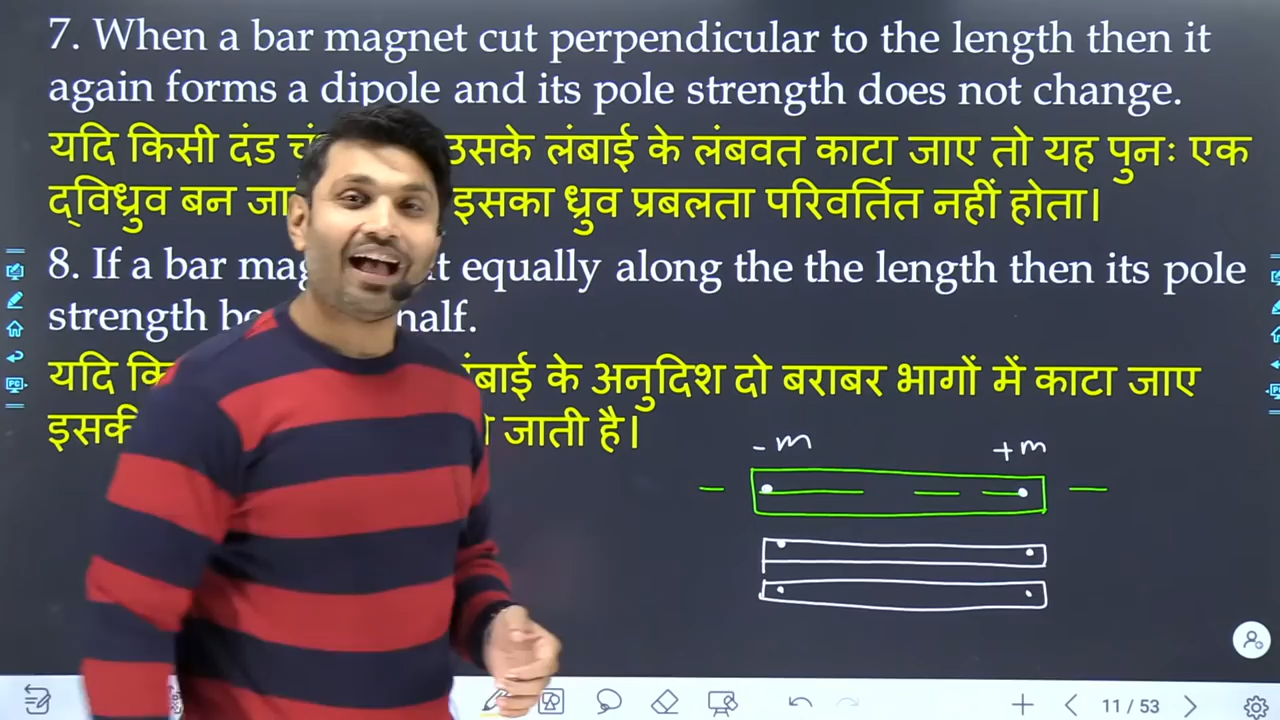 7. When a bar magnet cut perpendicular to the length then it
again forms a dipole and its pole strength does not change.
यदि किसी दंड उसके लंबाई के लंबवत काटा जाए तो यह पुनः एक
द्विध्रुव बन इसका ध्रुव प्रबलता परिवर्तित नहीं होता।
8. If a bar equally along the the length then its pole
strength half.
यदि के अनुदिश दो बराबर भागों में काटा जाए
जाती है।
- m +m
11 / 53